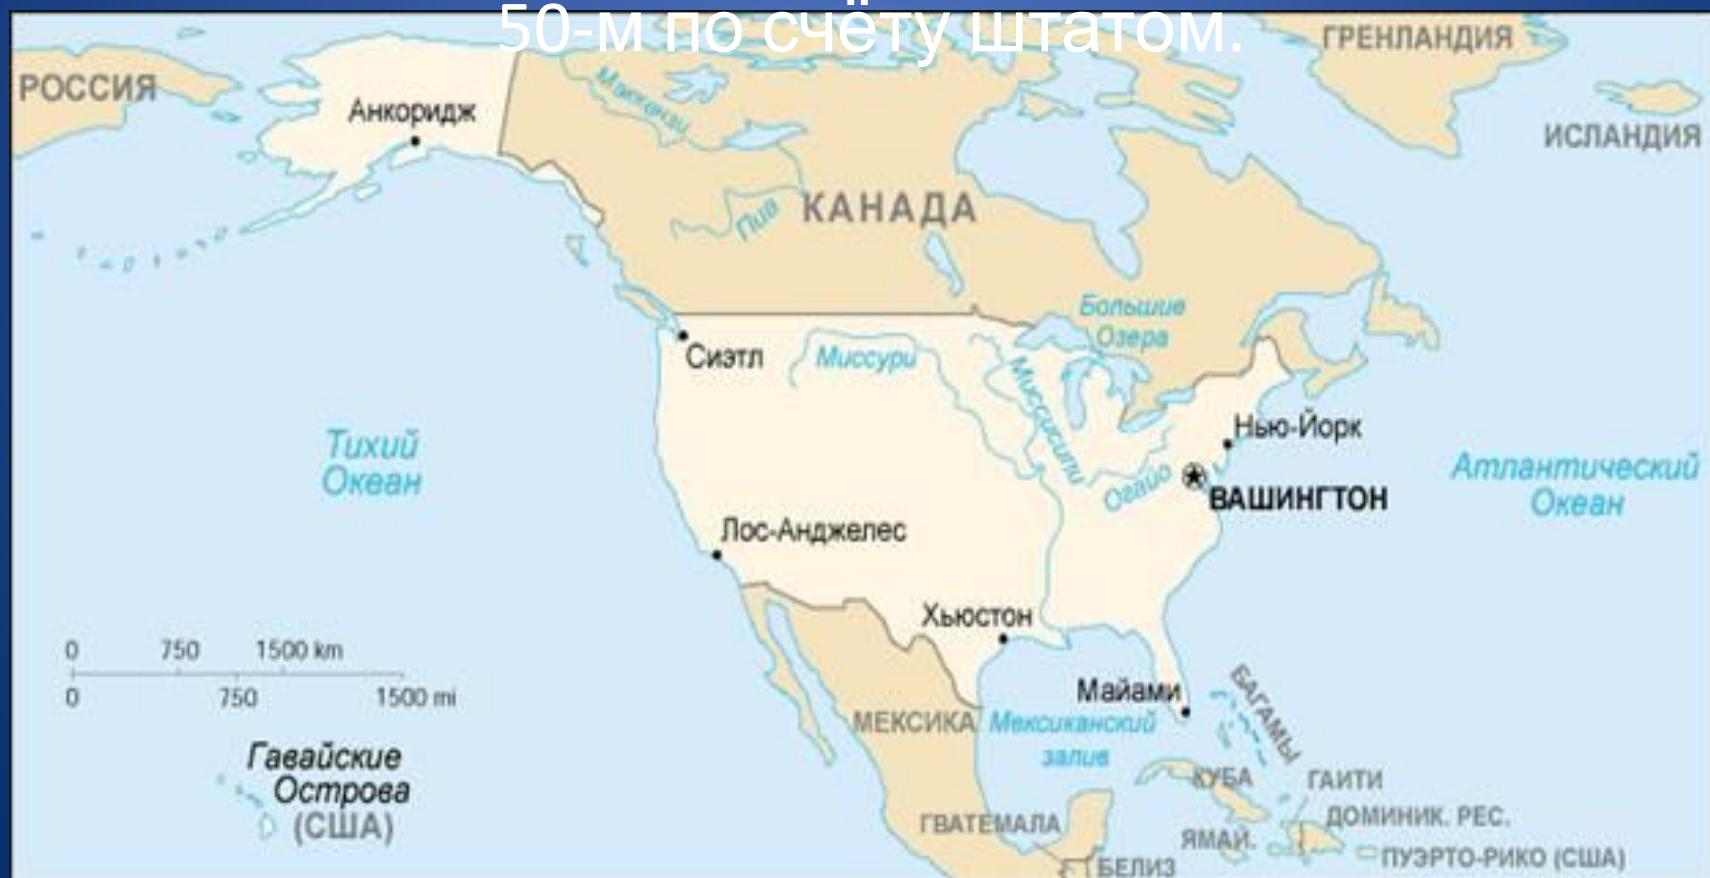 50-м по счёту штатом.
ГРЕНЛАНДИЯ
РОССИЯ
Маккензи
Анкоридж
ИСЛАНДИЯ
КАНАДА
Пив
Большие
Озера
Сиэтл
Миссури
Миссисипи
Нью-Йорк
Тихий
Океан
Атлантический
Океан
Огайо
ВАШИНГТОН
Лос-Анджелес
Хьюстон
0 750 1500 km
0 750 1500 mi
Майами
БАГАМЫ
МЕКСИКА
Мексиканский
залив
Гавайские
Острова
(США)
КУБА
ГАИТИ
ДОМИНИК. РЕС.
ГВАТЕМАЛА
ЯМАЙ.
ПУЭРТО-РИКО (США)
БЕЛИЗ